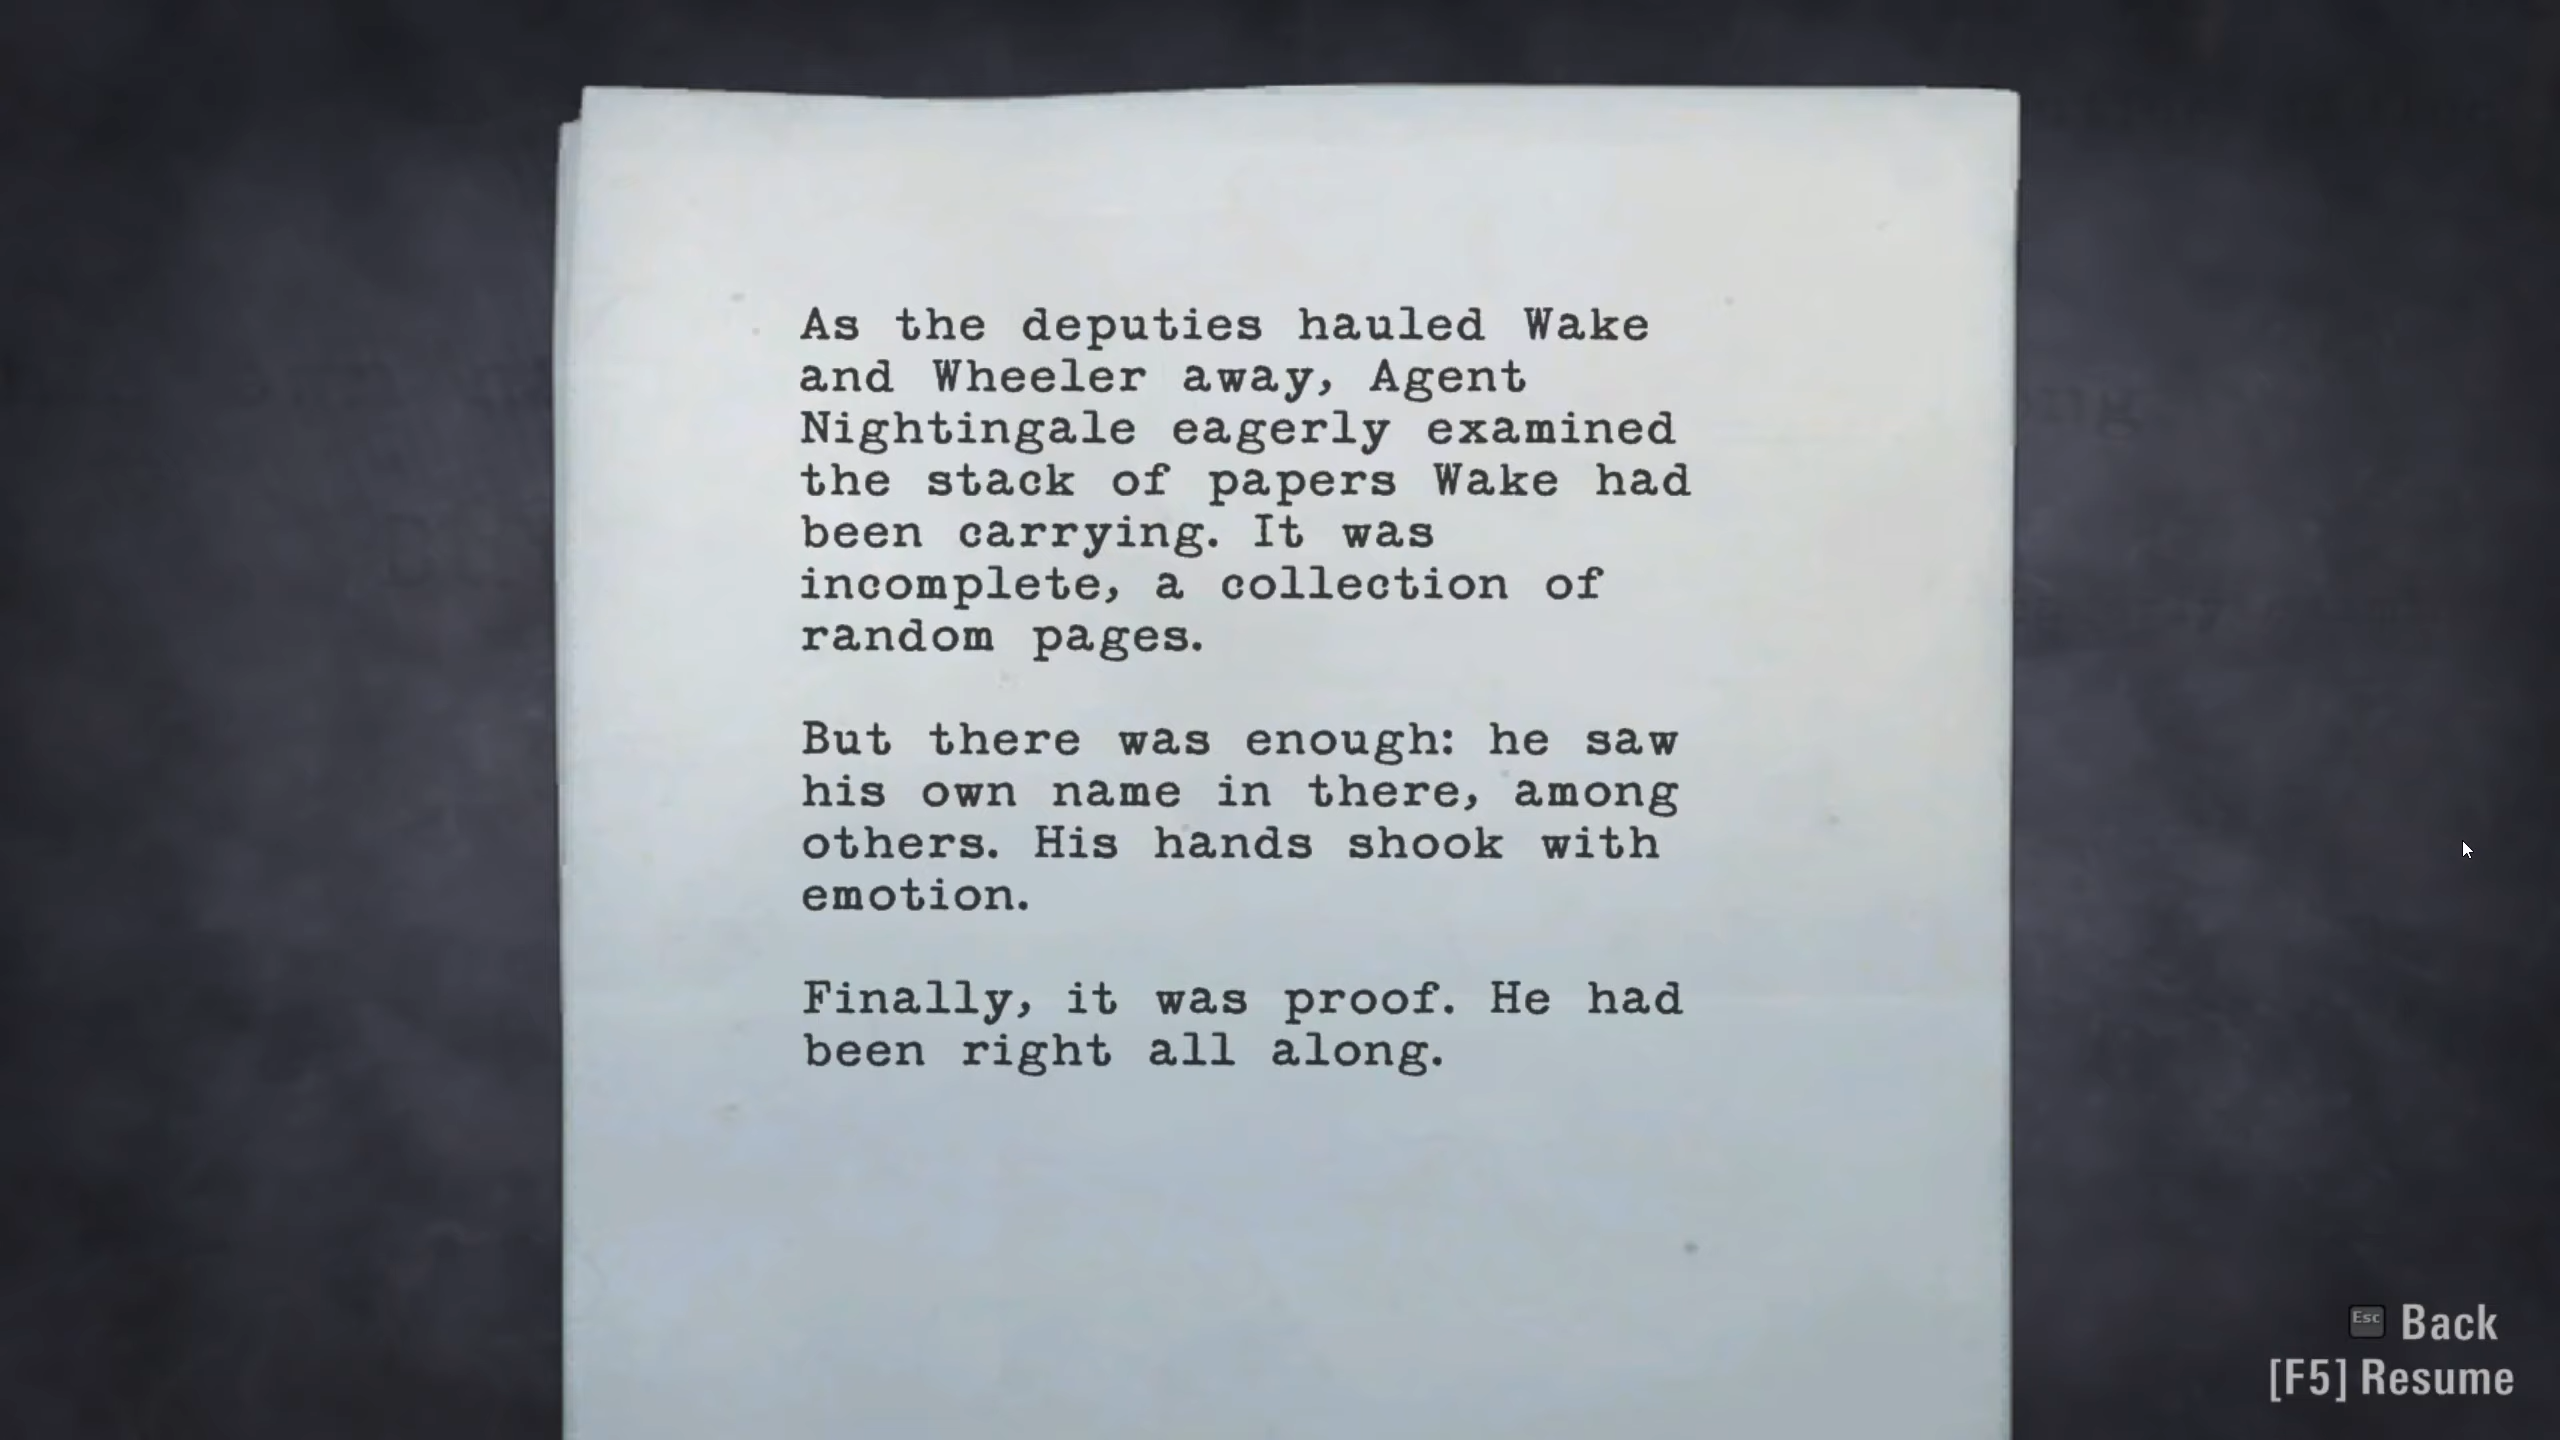 As the deputies hauled Wake
and Wheeler away, Agent
Nightingale eagerly examined
the stack of papers Wake had
been carrying. It was
incomplete, a collection of
random pages.
But there was enough: he saw
his own name in there, among
others. His hands shook with
emotion.
Finally, it was proof. He had
been right all along.
Esc Back
[F5] Resume